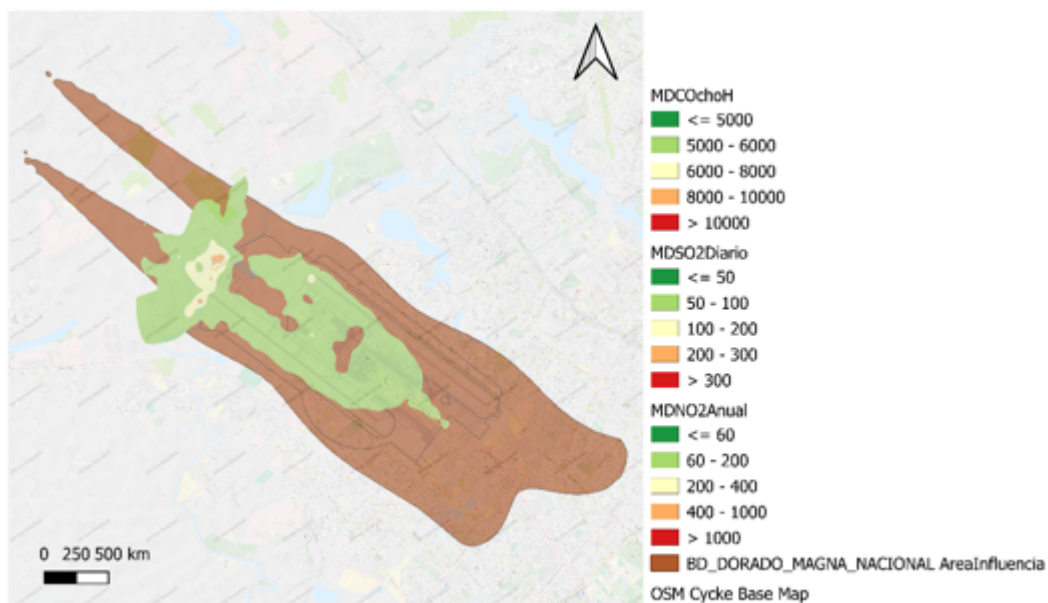 MDCOchoH
<= 5000
5000 - 6000
6000 - 8000
8000 - 10000
> 10000
MDSO2Diario
<= 50
50 - 100
100 - 200
200 - 300
> 300
MDNO2Anual
<= 60
60 - 200
200 - 400
400 - 1000
> 1000
BD_DORADO_MAGNA_NACIONAL AreaInfluencia
OSM Cycke Base Map
0 250 500 km